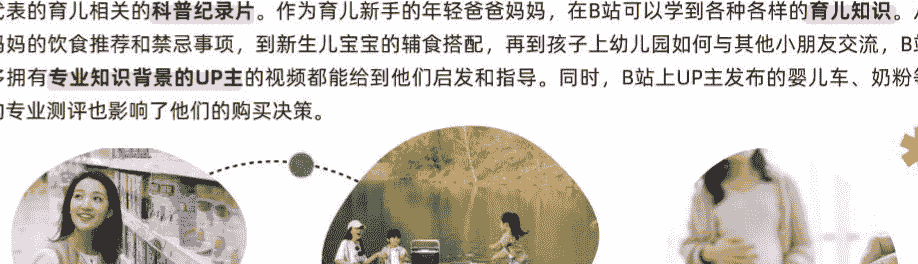 代表的育儿相关的科普纪录片。作为育儿新手的年轻爸爸妈妈，在B站可以学到各种各样的育儿知识。
妈妈的饮食推荐和禁忌事项，到新生儿宝宝的辅食搭配，再到孩子上幼儿园如何与其他小朋友交流，B站
多拥有专业知识背景的UP主的视频都能给到他们启发和指导。同时，B站上UP主发布的婴儿车、奶粉等
的专业测评也影响了他们的购买决策。